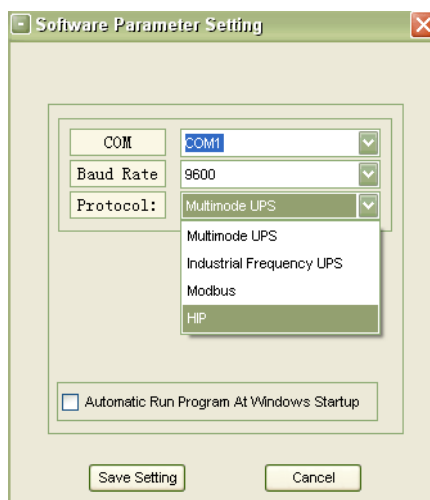 Software Parameter Setting
COM COM1
Baud Rate 9600
Protocol: Multimode UPS
Multimode UPS
Industrial Frequency UPS
Modbus
HIP
Automatic Run Program At Windows Startup
Save Setting Cancel